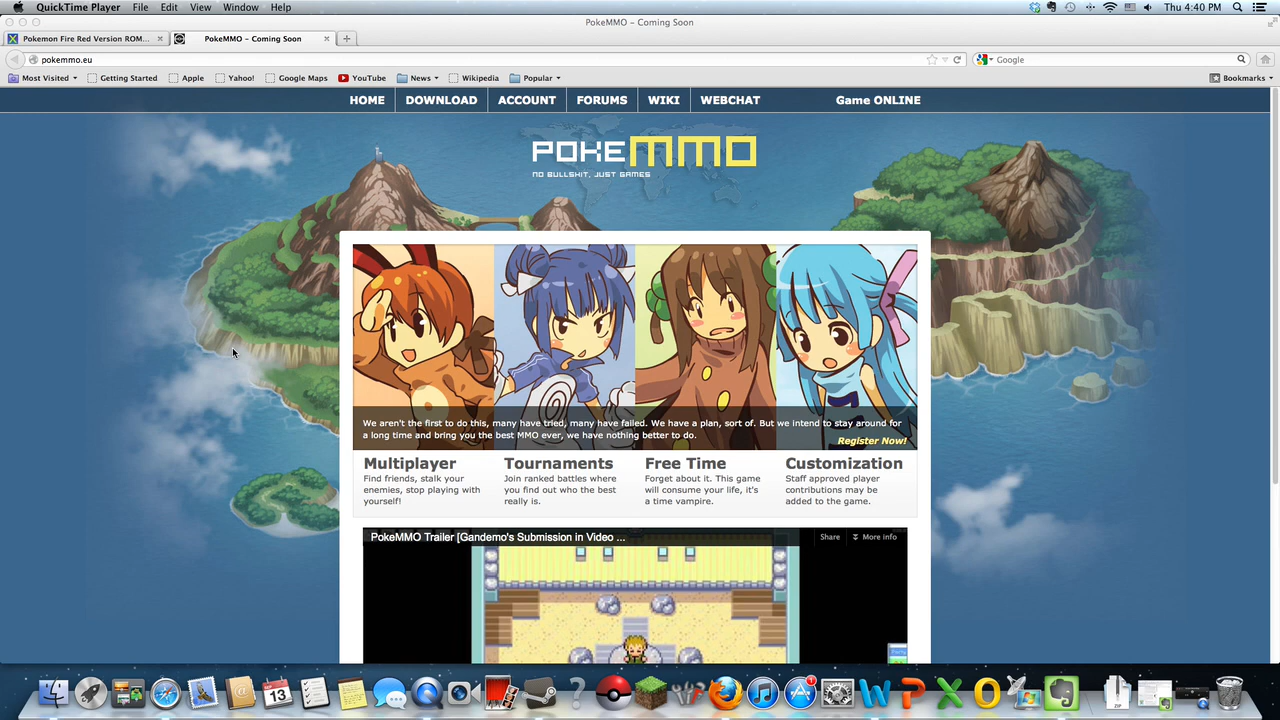 QuickTime Player File Edit View Window Help Thu 4:40 PM
PokeMMO – Coming Soon
Pokemon Fire Red Version ROM... PokeMMO – Coming Soon
pokemmo.eu Google
Most Visited Getting Started Apple Yahoo! Google Maps YouTube News Wikipedia Popular Bookmarks
HOME DOWNLOAD ACCOUNT FORUMS WIKI WEBCHAT Game ONLINE
POKEMMO
NO BULLSHIT, JUST GAMES
We aren't the first to do this, many have tried, many have failed. We have a plan, sort of. But we intend to stay around for
a long time and bring you the best MMO ever, we have nothing better to do.
Register Now!
Multiplayer
Find friends, stalk your
enemies, stop playing with
yourself!
Tournaments
Join ranked battles where
you find out who the best
really is.
Free Time
Forget about it. This game
will consume your life, it's
a time vampire.
Customization
Staff approved player
contributions may be
added to the game.
PokeMMO Trailer [Gandemo's Submission in Video ...
Share More info
13
1
ZIP